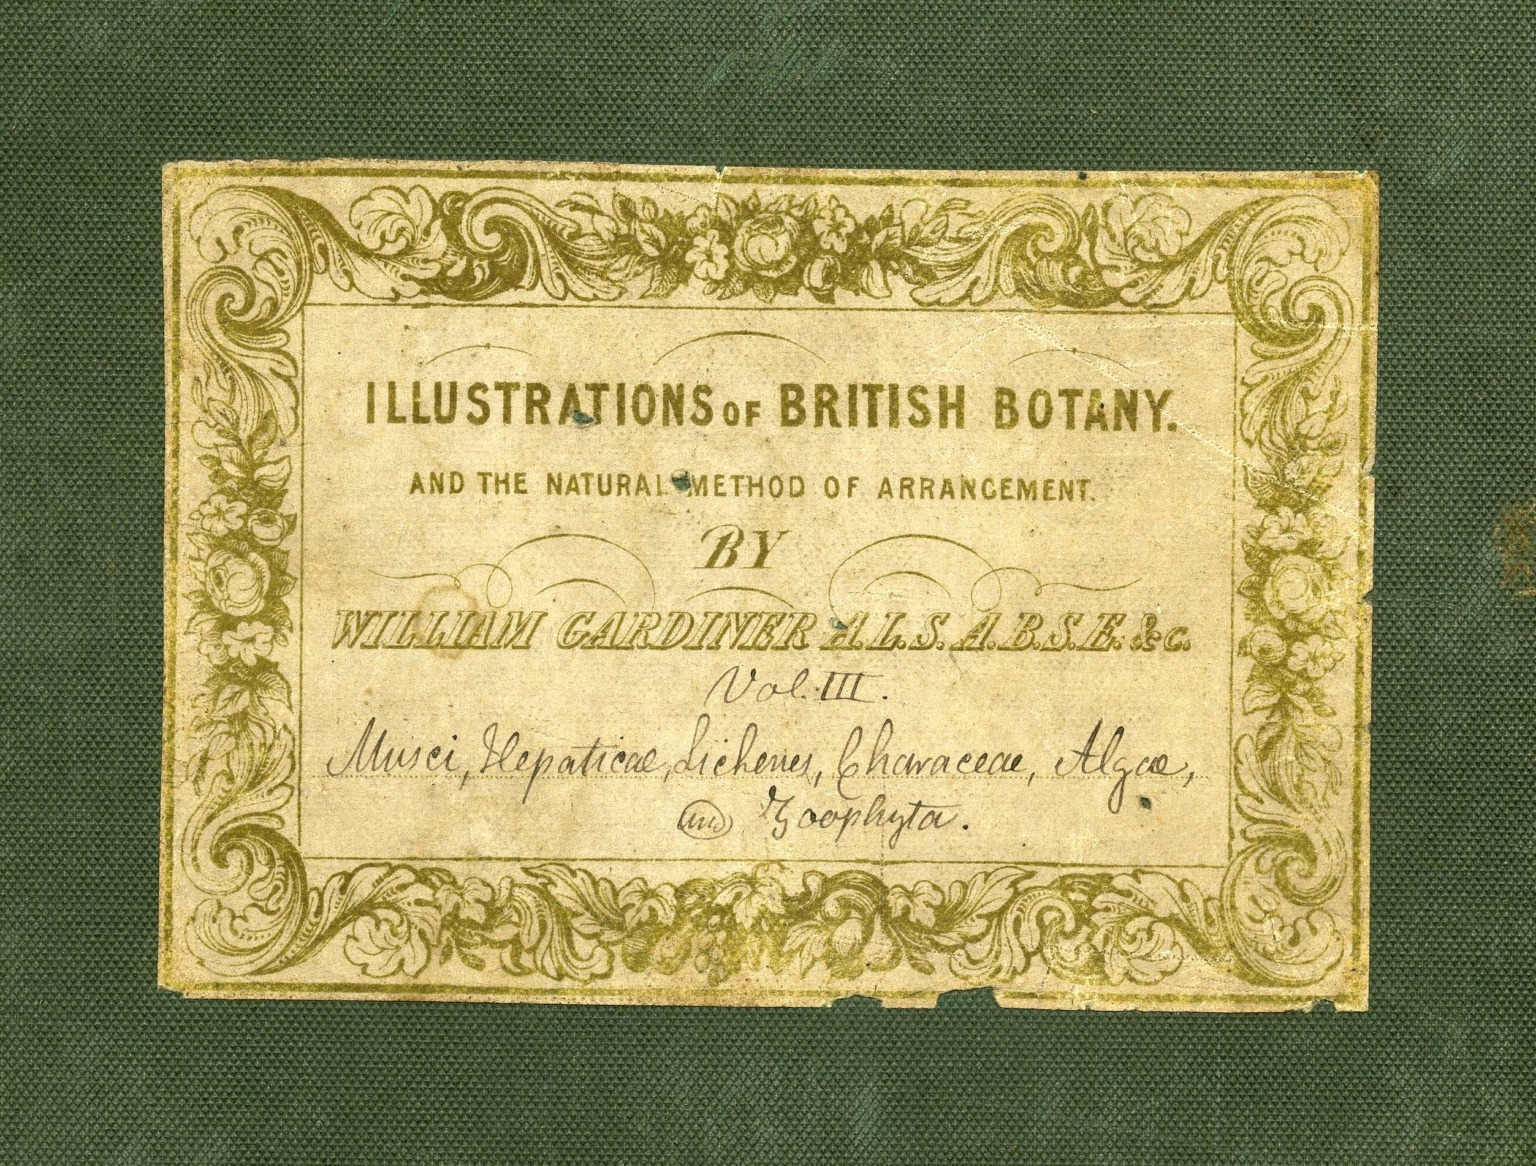 ILLUSTRATIONS OF BRITISH BOTANY.
AND THE NATURAL METHOD OF ARRANGEMENT.
BY
WILLIAM GARDINER A.L.S. A.B.S.E. &c.
Vol. III.
Musci, Hepaticae, Lichenes, Characeae, Algae,
and Zoophyta.